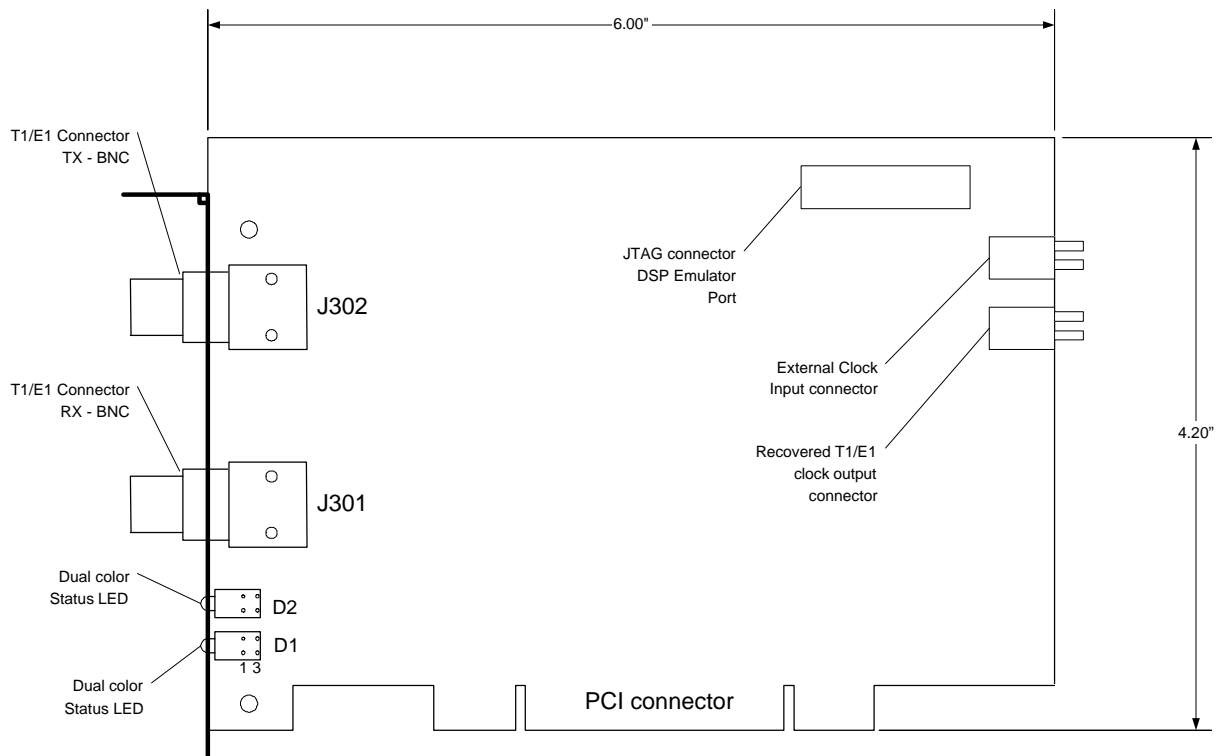 6.00"
T1/E1 Connector
TX - BNC
JTAG connector
DSP Emulator
Port
J302
External Clock
Input connector
T1/E1 Connector
RX - BNC
4.20"
Recovered T1/E1
clock output
connector
J301
Dual color
Status LED
D2
D1
1 3
Dual color
Status LED
PCI connector